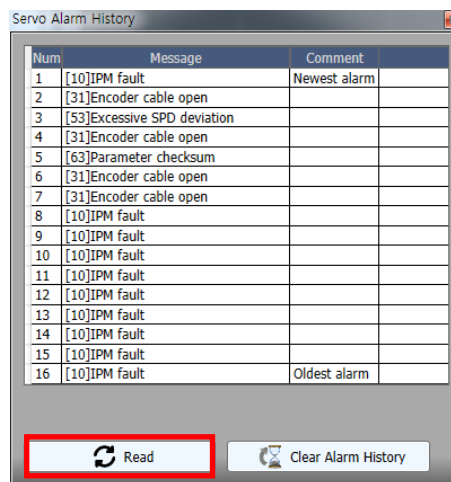 Servo Alarm History
Num Message Comment
1 [10]IPM fault Newest alarm
2 [31]Encoder cable open
3 [53]Excessive SPD deviation
4 [31]Encoder cable open
5 [63]Parameter checksum
6 [31]Encoder cable open
7 [31]Encoder cable open
8 [10]IPM fault
9 [10]IPM fault
10 [10]IPM fault
11 [10]IPM fault
12 [10]IPM fault
13 [10]IPM fault
14 [10]IPM fault
15 [10]IPM fault
16 [10]IPM fault Oldest alarm
Read Clear Alarm History